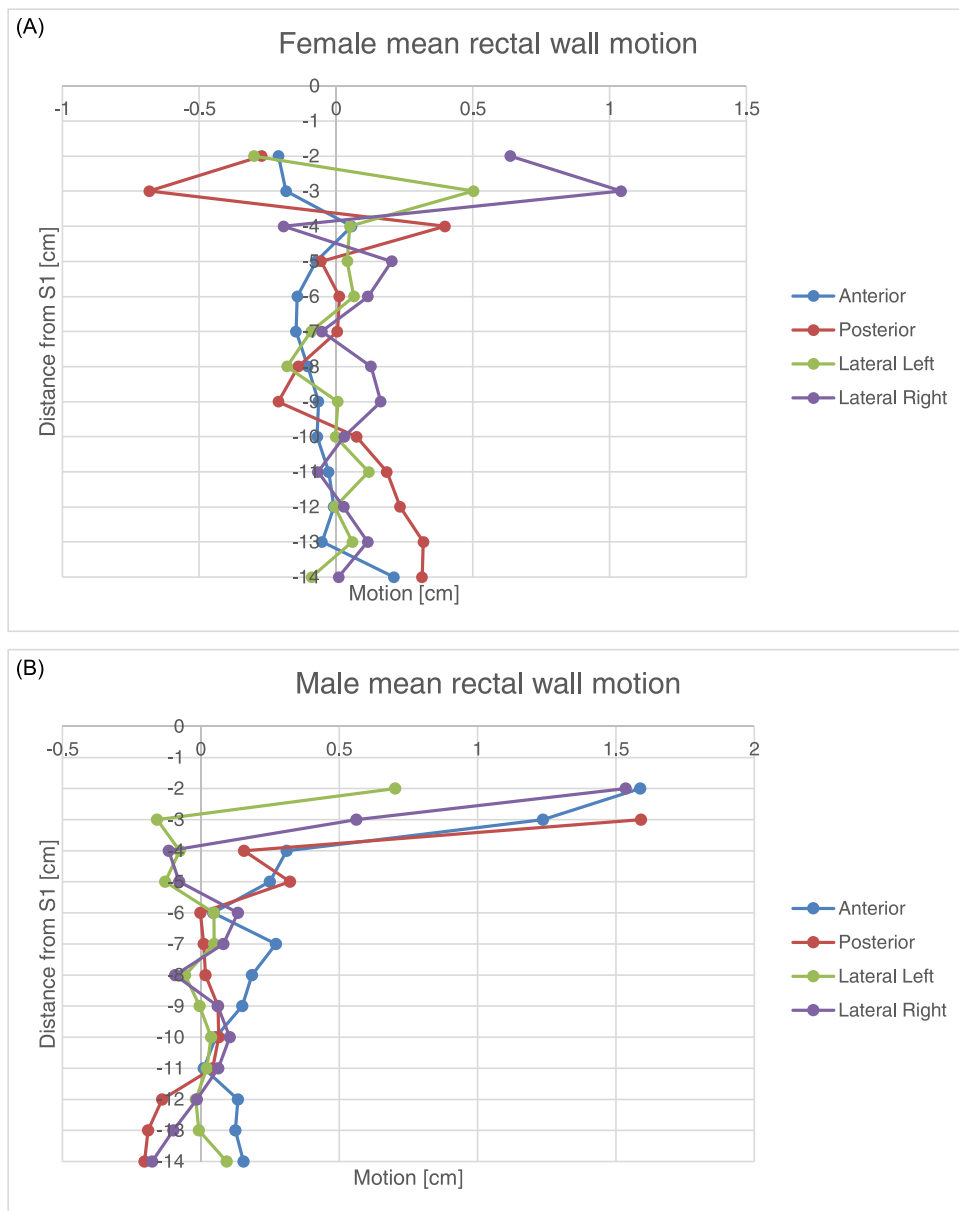 (A)
Female mean rectal wall motion
0
-1
-0.5
0
0.5
1
1.5
-1
-2
-3
-4
-5
-6
-7
-8
-9
-10
-11
-12
-13
-14
Distance from S1 [cm]
Motion [cm]
Anterior
Posterior
Lateral Left
Lateral Right
(B)
Male mean rectal wall motion
0
-0.5
0
0.5
1
1.5
2
-1
-2
-3
-4
-5
-6
-7
-8
-9
-10
-11
-12
-13
-14
Distance from S1 [cm]
Motion [cm]
Anterior
Posterior
Lateral Left
Lateral Right